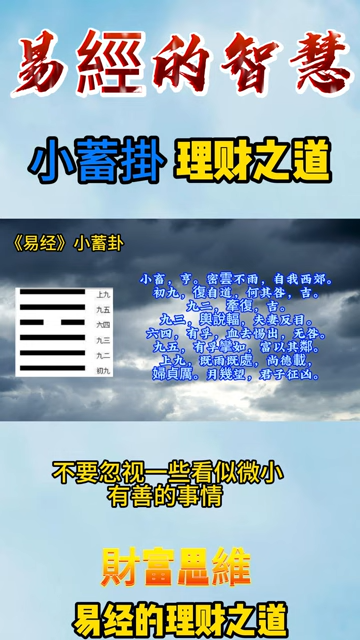 易經的智慧
小蓄掛 理财之道
《易经》小蓄卦
小畜，亨。密雲不雨，自我西郊。
初九，復自道，何其咎，吉。
九二，牽復，吉。
九三，輿說輻，夫妻反目。
六四，有孚，血去惕出，无咎。
九五，有孚攣如，富以其鄰。
上九，既雨既處，尚德載，
婦貞厲。月幾望，君子征凶。
上九
九五
六四
九三
九二
初九
不要忽视一些看似微小
有善的事情
財富思維
易经的理财之道